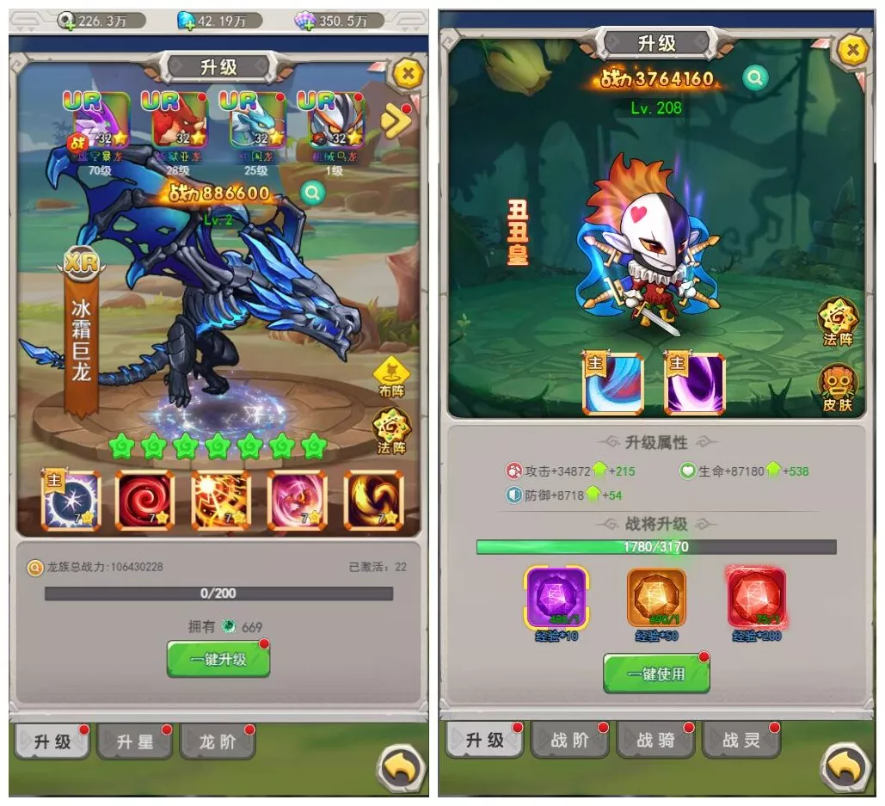 226.3万 42.19万 350.5万
升级
UR UR UR UR
32 32 32 32
战
70级 28级 25级 1级
战力886600
Lv.2
XR
冰霜巨龙
布阵
法阵
主
7 7 7 7
龙族总战力:106430228 已激活: 22
0/200
拥有 669
一键升级
升级 升星 龙阶
升级
战力3764160
Lv.208
丑丑皇
法阵
主 主
皮肤
升级属性
攻击+34872 +215 生命+87180 +538
防御+8718 +54
战将升级
1780/3170
经验*10 经验*50 经验*200
一键使用
升级 战阶 战骑 战灵